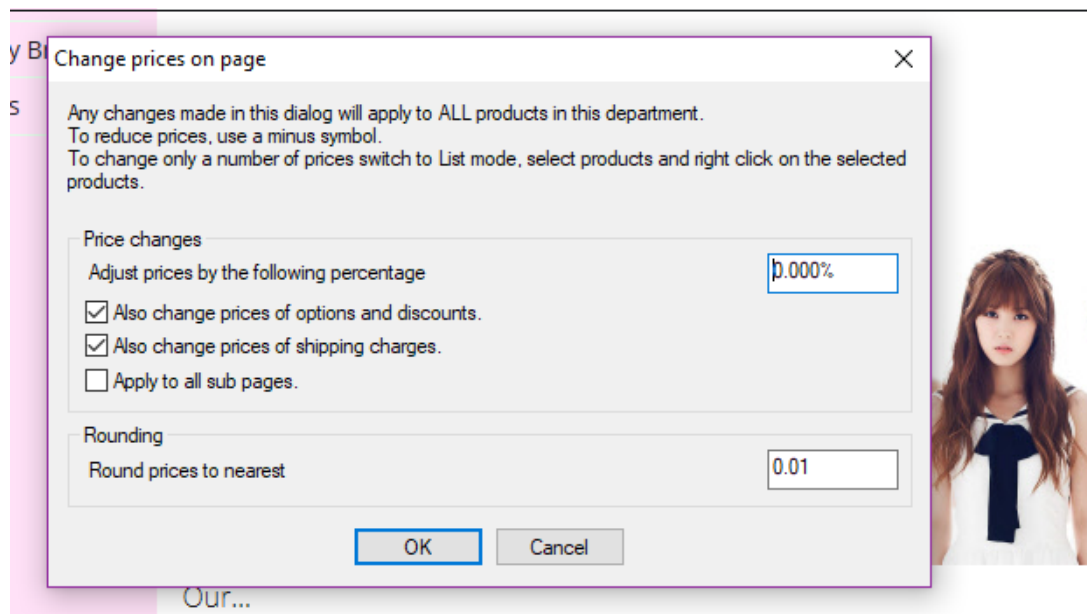 y Br
s
Change prices on page
Any changes made in this dialog will apply to ALL products in this department.
To reduce prices, use a minus symbol.
To change only a number of prices switch to List mode, select products and right click on the selected
products.
Price changes
Adjust prices by the following percentage
0.000%
Also change prices of options and discounts.
Also change prices of shipping charges.
Apply to all sub pages.
Rounding
Round prices to nearest
0.01
OK
Cancel
Our...